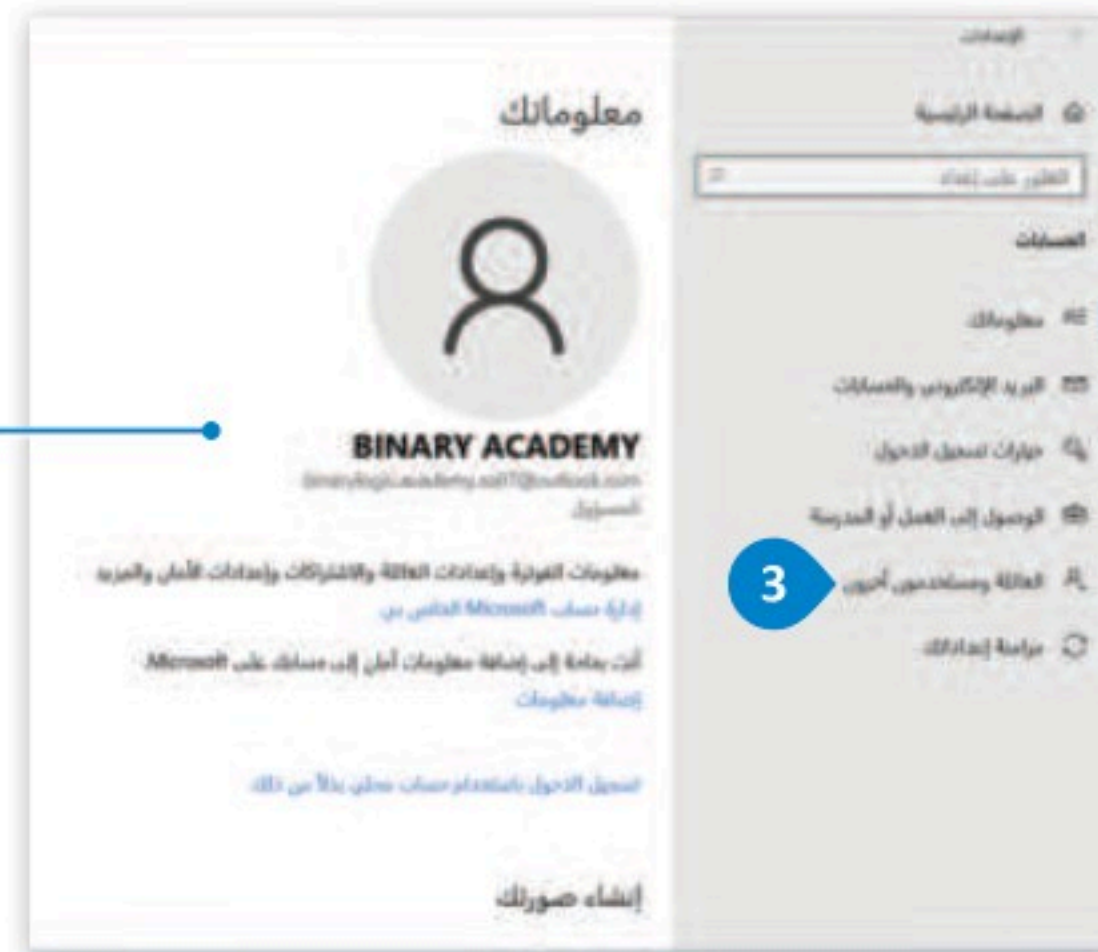 الإعدادات
الصفحة الرئيسية
العثور على إعداد
الحسابات
معلوماتك
البريد الإلكتروني والحسابات
خيارات تسجيل الدخول
الوصول إلى العمل أو المدرسة
العائلة ومستخدمون آخرون
3
مزامنة إعداداتك
معلوماتك
BINARY ACADEMY
المسؤول
معلومات الفوترة وإعدادات العائلة والاشتراكات وإعدادات الأمان والمزيد
إدارة حساب Microsoft الخاص بي
أنت بحاجة إلى إضافة معلومات أمان إلى حسابك على Microsoft.
إضافة معلومات
تسجيل الدخول باستخدام حساب محلي بدلاً من ذلك
إنشاء صورتك